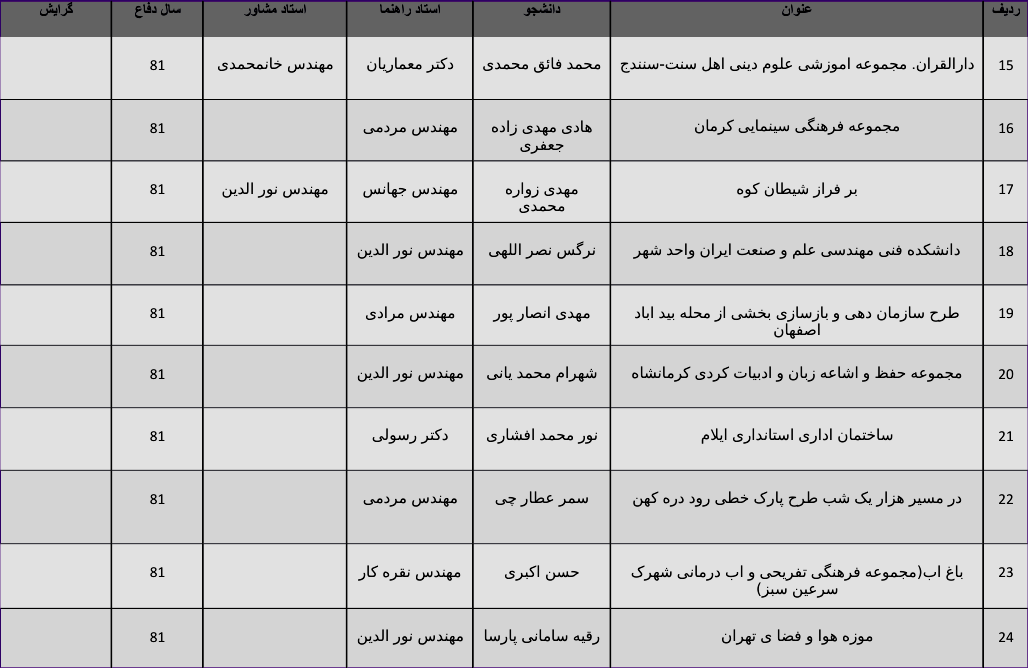 ردیف عنوان دانشجو استاد راهنما استاد مشاور سال دفاع گرایش
15 دارالقران. مجموعه اموزشی علوم دینی اهل سنت-سنندج محمد فائق محمدی دکتر معماریان مهندس خانمحمدی 81
16 مجموعه فرهنگی سینمایی کرمان هادی مهدی زاده مهندس مردمی 81
جعفری
17 بر فراز شیطان کوه مهدی زواره مهندس جهانس مهندس نور الدین 81
محمدی
18 دانشکده فنی مهندسی علم و صنعت ایران واحد شهر نرگس نصر اللهی مهندس نور الدین 81
19 طرح سازمان دهی و بازسازی بخشی از محله بید اباد مهدی انصار پور مهندس مرادی 81
اصفهان
20 مجموعه حفظ و اشاعه زبان و ادبیات کردی کرمانشاه شهرام محمد یانی مهندس نور الدین 81
21 ساختمان اداری استانداری ایلام نور محمد افشاری دکتر رسولی 81
22 در مسیر هزار یک شب طرح پارک خطی رود دره کهن سمر عطار چی مهندس مردمی 81
23 باغ اب(مجموعه فرهنگی تفریحی و اب درمانی شهرک حسن اکبری مهندس نقره کار 81
سرعین سبز)
24 موزه هوا و فضا ی تهران رقیه سامانی پارسا مهندس نور الدین 81